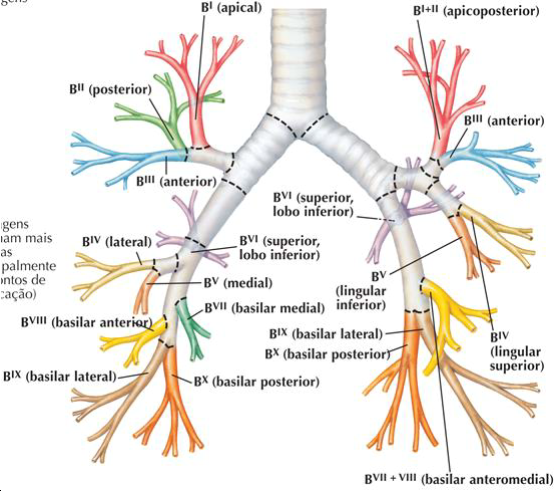 gens
B^I (apical)
B^I+II (apicoposterior)
B^II (posterior)
B^III (anterior)
B^III (anterior)
B^VI (superior,
lobo inferior)
gens
nam mais
as
palmente
ontos de
cação)
B^IV (lateral)
B^VI (superior,
lobo inferior)
B^V (medial)
B^V
(lingular
inferior)
B^VII (basilar medial)
B^VIII (basilar anterior)
B^IX (basilar lateral)
B^X (basilar posterior)
B^IV
(lingular
superior)
B^IX (basilar lateral)
B^X (basilar posterior)
B^VII + VIII (basilar anteromedial)